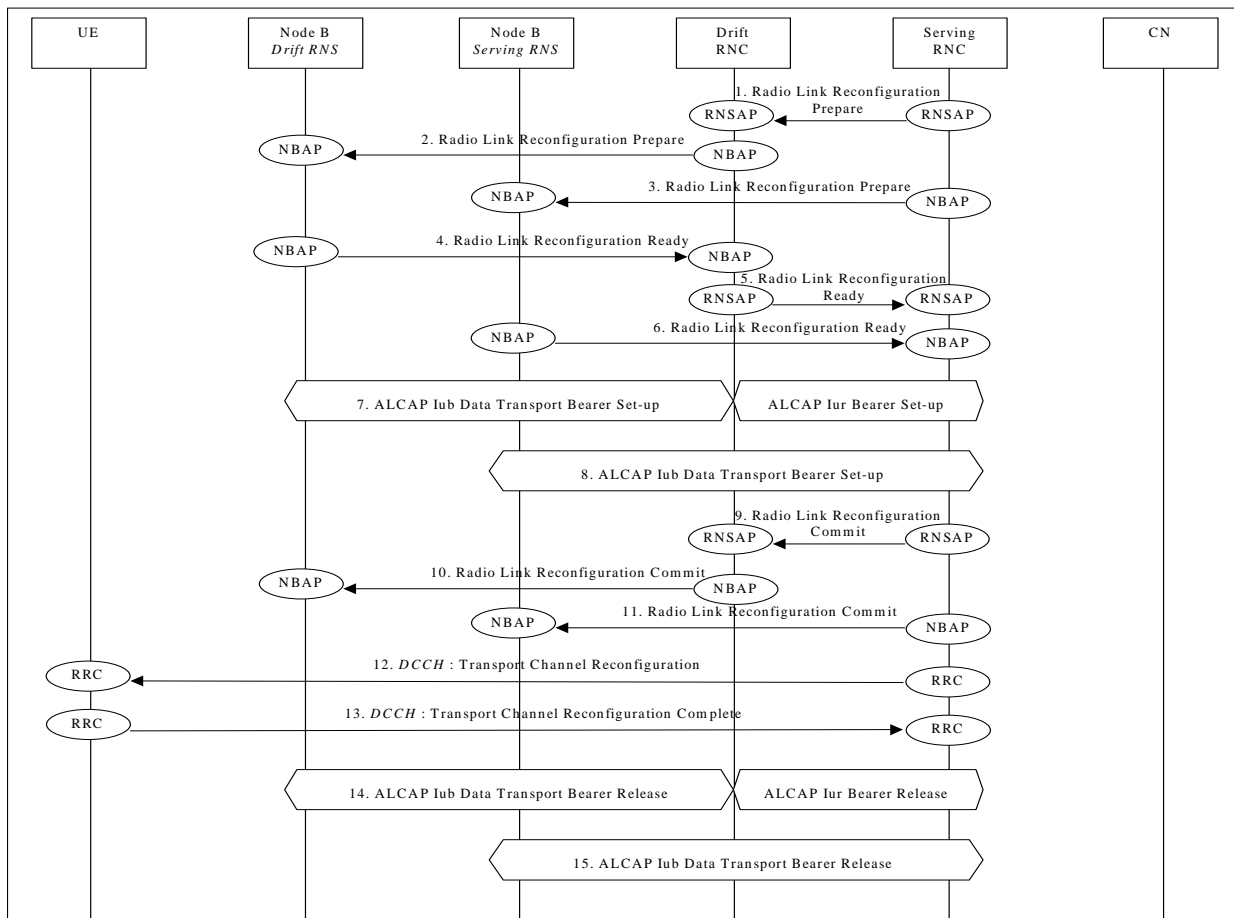 UE
Node B
Drift RNS
Node B
Serving RNS
Drift
RNC
Serving
RNC
CN
1. Radio Link Reconfiguration
Prepare
RNSAP
RNSAP
2. Radio Link Reconfiguration Prepare
NBAP
NBAP
3. Radio Link Reconfiguration Prepare
NBAP
NBAP
4. Radio Link Reconfiguration Ready
NBAP
NBAP
5. Radio Link Reconfiguration
Ready
RNSAP
RNSAP
6. Radio Link Reconfiguration Ready
NBAP
NBAP
7. ALCAP Iub Data Transport Bearer Set-up
ALCAP Iur Bearer Set-up
8. ALCAP Iub Data Transport Bearer Set-up
9. Radio Link Reconfiguration
Commit
RNSAP
RNSAP
10. Radio Link Reconfiguration Commit
NBAP
NBAP
11. Radio Link Reconfiguration Commit
NBAP
NBAP
12. DCCH : Transport Channel Reconfiguration
RRC
RRC
13. DCCH : Transport Channel Reconfiguration Complete
RRC
RRC
14. ALCAP Iub Data Transport Bearer Release
ALCAP Iur Bearer Release
15. ALCAP Iub Data Transport Bearer Release